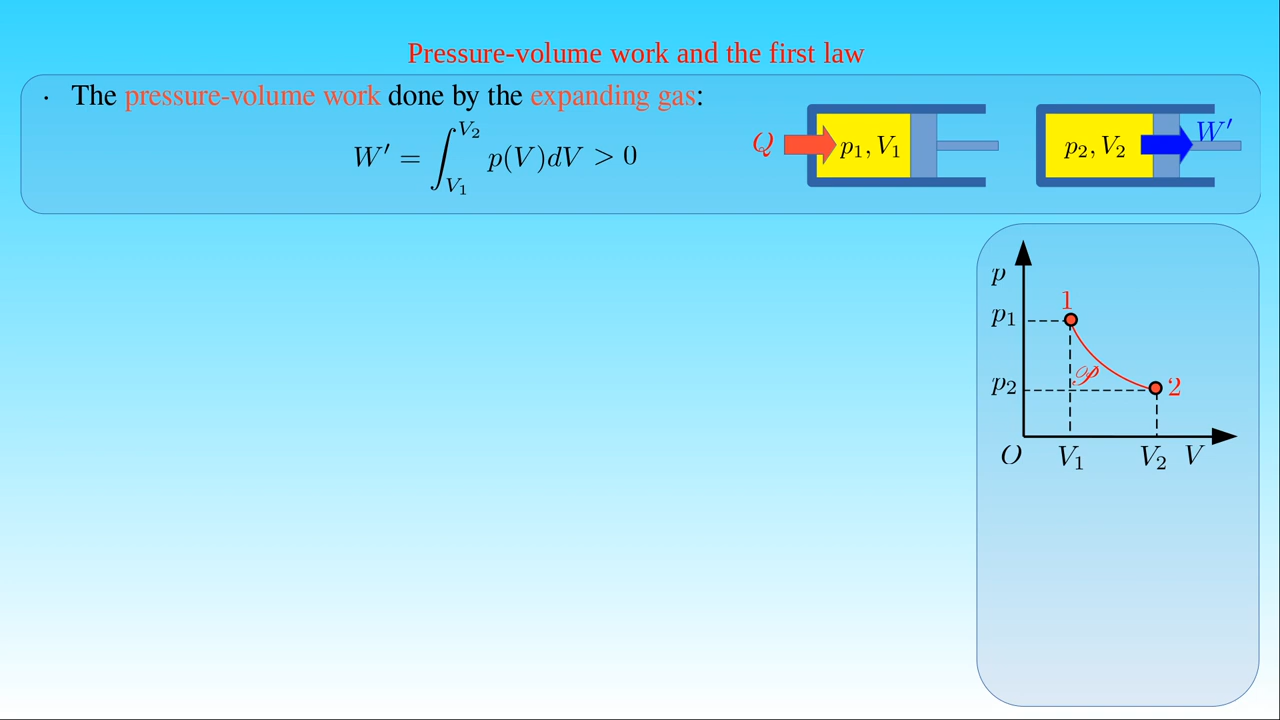 Pressure-volume work and the first law
· The pressure-volume work done by the expanding gas:
W′ = ∫_{V₁}^{V₂} p(V)dV > 0
Q p₁, V₁
p₂, V₂ W′
p
1
p₁
𝒫
p₂ 2
O V₁ V₂ V